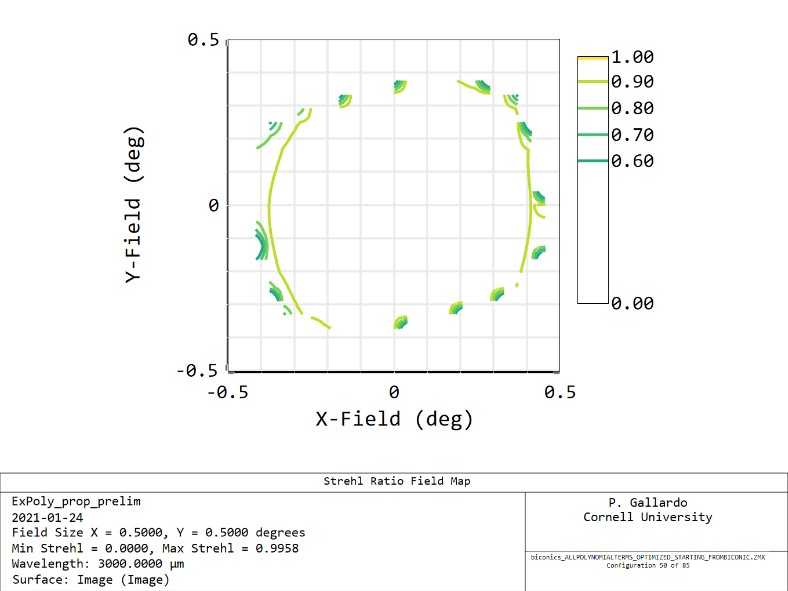 0.5
0
-0.5
Y-Field (deg)
-0.5
0
0.5
X-Field (deg)
1.00
0.90
0.80
0.70
0.60
0.00
Strehl Ratio Field Map
ExPoly_prop_prelim
2021-01-24
Field Size X = 0.5000, Y = 0.5000 degrees
Min Strehl = 0.0000, Max Strehl = 0.9958
Wavelength: 3000.0000 µm
Surface: Image (Image)
P. Gallardo
Cornell University
biconics_ALLPOLYNOMIALTERMS_OPTIMIZED_STARTING_FROMBICONIC.ZMX
Configuration 50 of 85